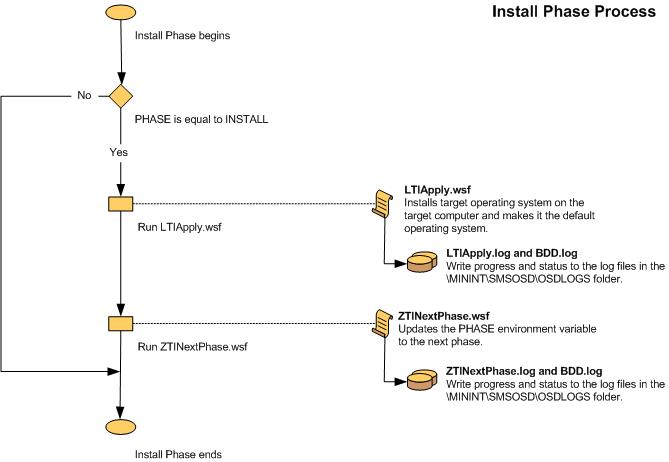 Install Phase Process
Install Phase begins
No
PHASE is equal to INSTALL
Yes
LTIApply.wsf
Installs target operating system on the
target computer and makes it the default
operating system.
Run LTIApply.wsf
LTIApply.log and BDD.log
Write progress and status to the log files in the
\MININT\SMSOSD\OSDLOGS folder.
ZTINextPhase.wsf
Updates the PHASE environment variable
to the next phase.
Run ZTINextPhase.wsf
ZTINextPhase.log and BDD.log
Write progress and status to the log files in the
\MININT\SMSOSD\OSDLOGS folder.
Install Phase ends